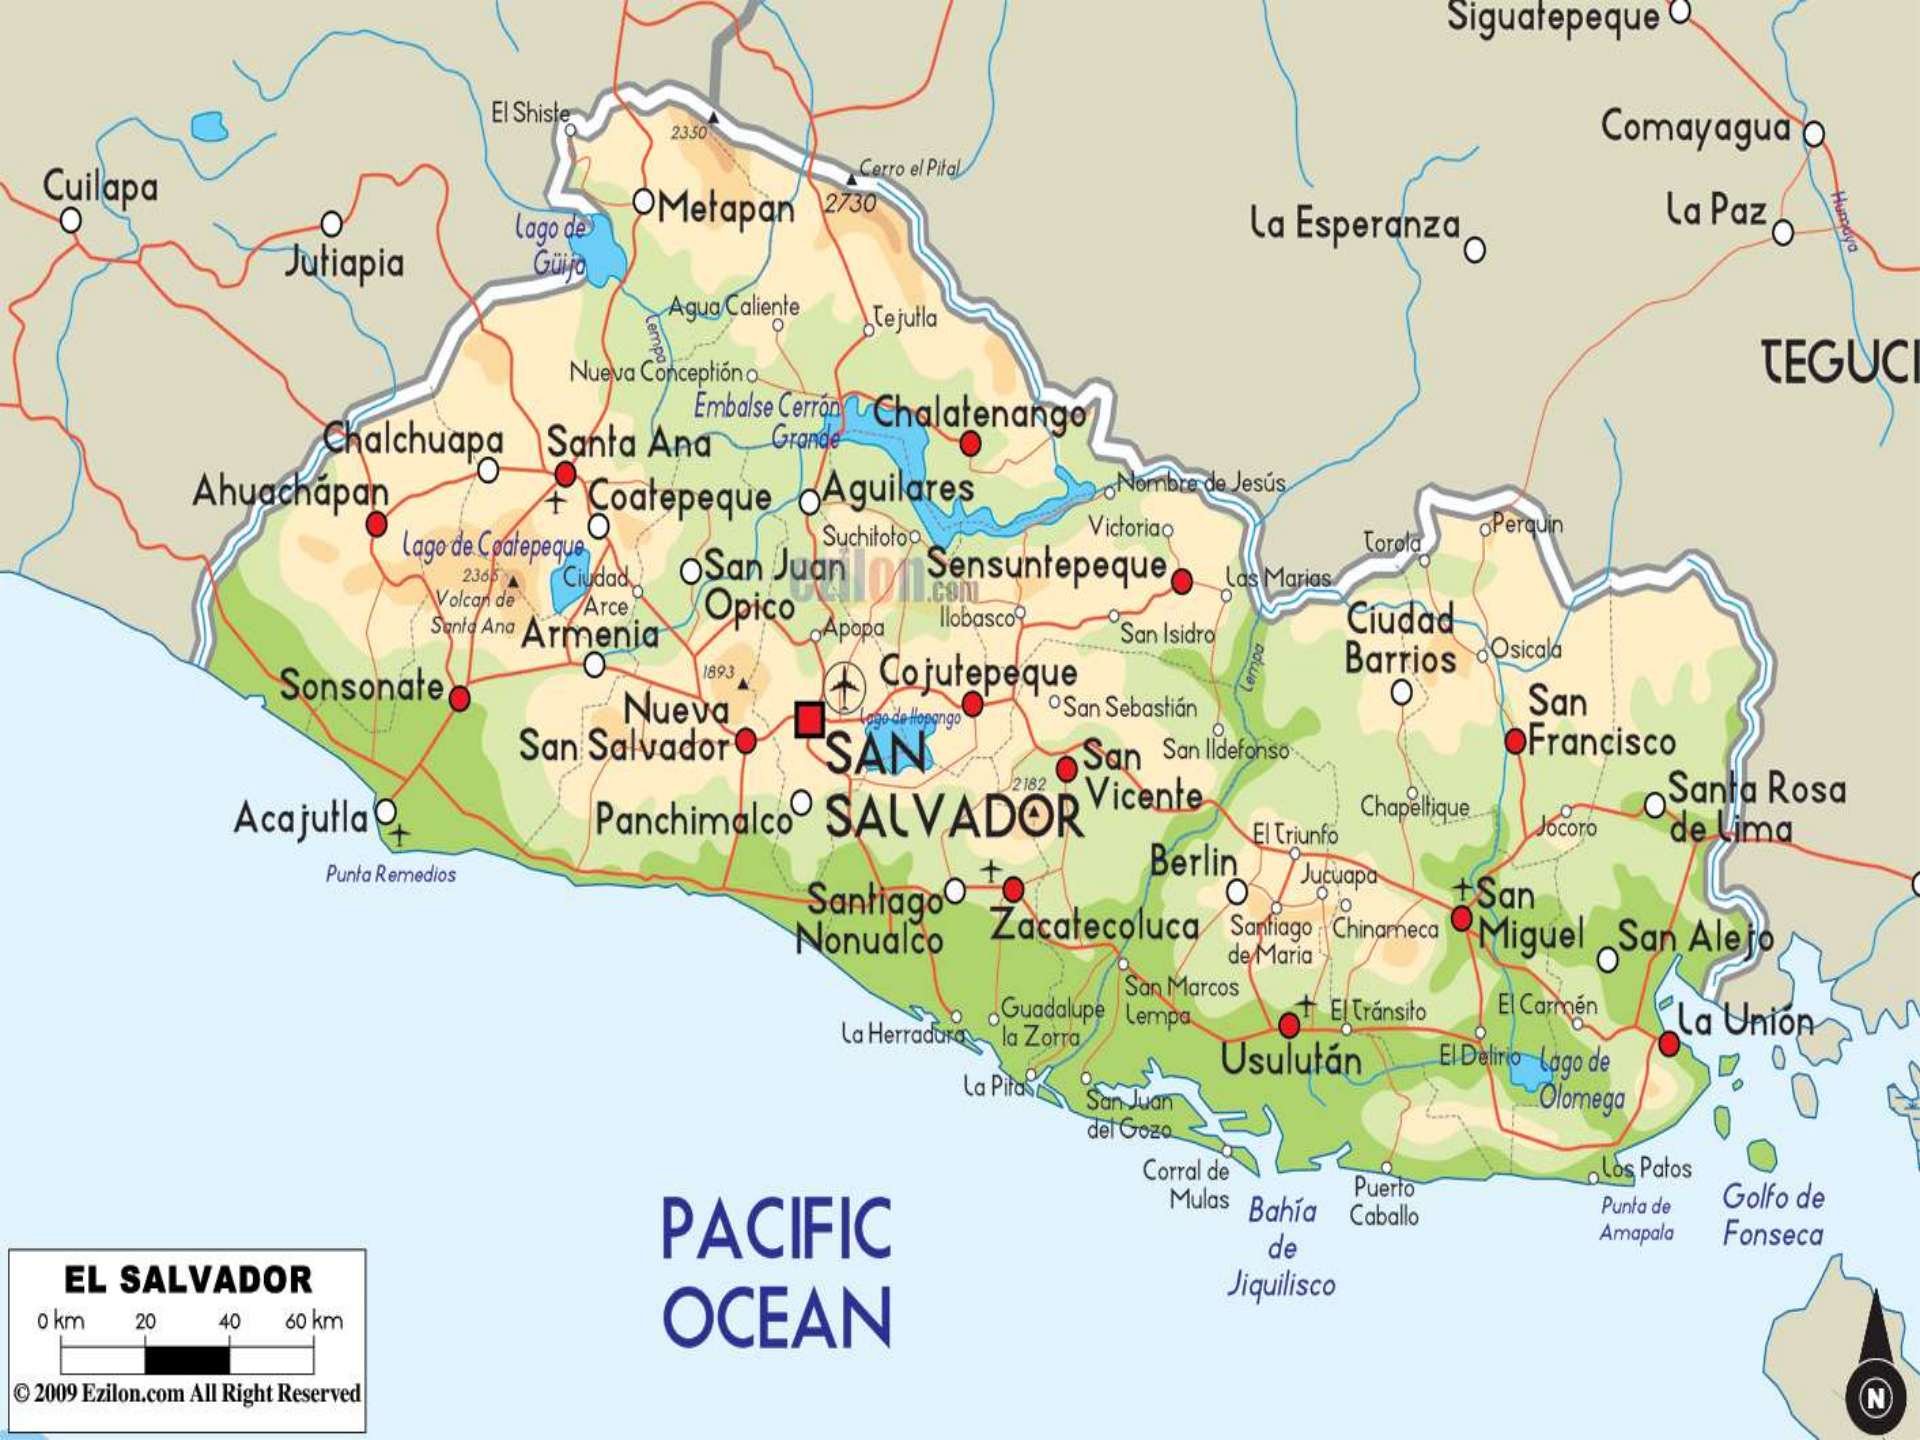 Siguatepeque
Comayagua
El Shiste
2350
Cerro el Pital
Cuilapa
Metapan
2730
La Paz
Humuya
Lago de
Güija
La Esperanza
Jutiapia
Agua Caliente
Tejutla
Lempa
TEGUCI
Nueva Conceptión
Embalse Cerrón
Grande
Chalatenango
Chalchuapa
Santa Ana
Ahuachápan
Coatepeque
Aguilares
Nombre de Jesús
Lago de Coatepeque
Suchitoto
Victoria
Torola
Perquin
2365
Volcan de
Santa Ana
Ciudad
Arce
San Juan
Opico
ezilon.com
Sensuntepeque
Las Marias
Armenia
Apopa
Ilobasco
San Isidro
Ciudad
Barrios
Osicala
Lempa
Sonsonate
1893
Cojutepeque
Nueva
San Salvador
Lago de Ilopango
San Sebastián
San
Francisco
SAN
SALVADOR
San Ildefonso
San
Vicente
2182
Acajutla
Panchimalco
Chapeltique
Jocoro
Santa Rosa
de Lima
El Triunfo
Punta Remedios
Berlin
Jucuapa
Santiago
Nonualco
Zacatecoluca
Santiago
de Maria
Chinameca
San
Miguel
San Alejo
San Marcos
Lempa
Guadalupe
la Zorra
La Herradura
El Tránsito
El Carmén
La Unión
Usulután
El Delirio
Lago de
Olomega
La Pita
San Juan
del Gozo
Corral de
Mulas
Puerto
Caballo
Los Patos
Punta de
Amapala
Golfo de
Fonseca
Bahía
de
Jiquilisco
PACIFIC
OCEAN
EL SALVADOR
0 km 20 40 60 km
© 2009 Ezilon.com All Right Reserved
N